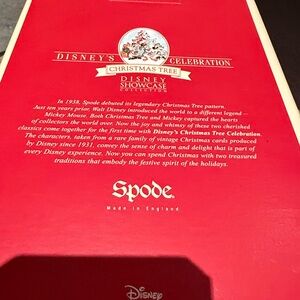 DISNEY'S CELEBRATION
CHRISTMAS TREE
DISNEY
SHOWCASE
COLLECTION
In 1938, Spode debuted its legendary Christmas Tree pattern.
Just ten years prior, Walt Disney introduced the world to a different legend –
Mickey Mouse. Both Christmas Tree and Mickey captured the hearts
of collectors the world over. Now the joy and whimsy of these two cherished
classics come together for the first time with Disney's Christmas Tree Celebration.
The characters, taken from a rare family of vintage Christmas cards produced
by Disney since 1931, convey the sense of charm and delight that is part of
every Disney experience. Now you can spend Christmas with two treasured
traditions that embody the festive spirit of the holidays.
Spode
Made in England
Disney